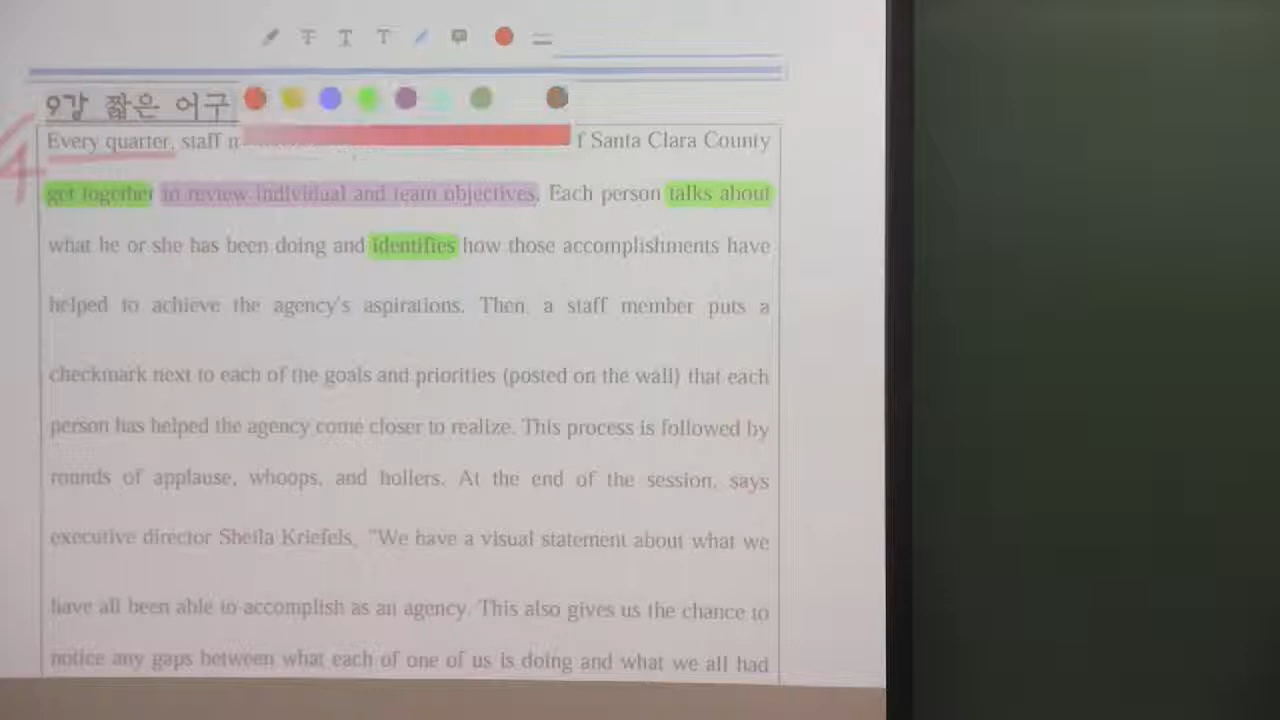 9강 짧은 어구
Every quarter, staff f Santa Clara County
get together to review individual and team objectives. Each person talks about
what he or she has been doing and identifies how those accomplishments have
helped to achieve the agency's aspirations. Then, a staff member puts a
checkmark next to each of the goals and priorities (posted on the wall) that each
person has helped the agency come closer to realize. This process is followed by
rounds of applause, whoops, and hollers. At the end of the session, says
executive director Sheila Kriefels, "We have a visual statement about what we
have all been able to accomplish as an agency. This also gives us the chance to
notice any gaps between what each of one of us is doing and what we all had